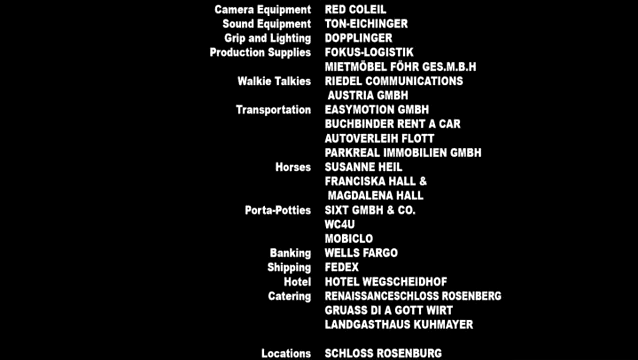 Camera Equipment RED COLEIL
Sound Equipment TON-EICHINGER
Grip and Lighting DOPPLINGER
Production Supplies FOKUS-LOGISTIK
MIETMÖBEL FÖHR GES.M.B.H
Walkie Talkies RIEDEL COMMUNICATIONS
AUSTRIA GMBH
Transportation EASYMOTION GMBH
BUCHBINDER RENT A CAR
AUTOVERLEIH FLOTT
PARKREAL IMMOBILIEN GMBH
Horses SUSANNE HEIL
FRANCISKA HALL &
MAGDALENA HALL
Porta-Potties SIXT GMBH & CO.
WC4U
MOBICLO
Banking WELLS FARGO
Shipping FEDEX
Hotel HOTEL WEGSCHEIDHOF
Catering RENAISSANCESCHLOSS ROSENBERG
GRUASS DI A GOTT WIRT
LANDGASTHAUS KUHMAYER
Locations SCHLOSS ROSENBURG